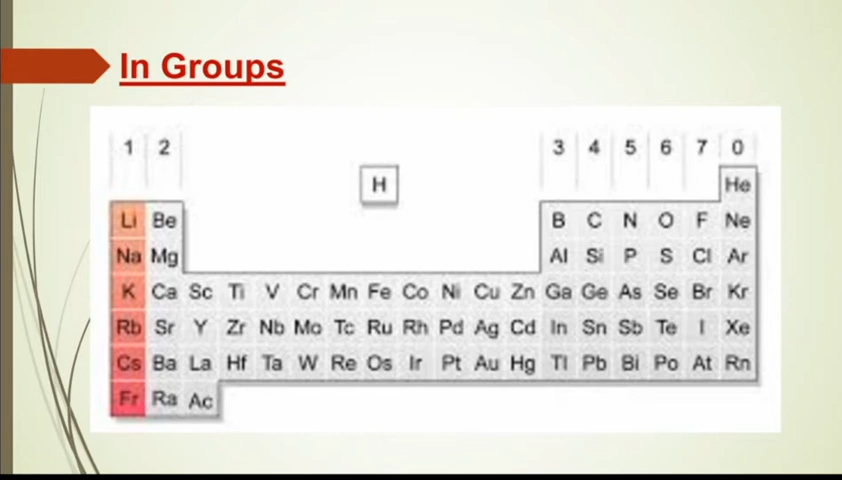 In Groups
1 2 3 4 5 6 7 0
H He
Li Be B C N O F Ne
Na Mg Al Si P S Cl Ar
K Ca Sc Ti V Cr Mn Fe Co Ni Cu Zn Ga Ge As Se Br Kr
Rb Sr Y Zr Nb Mo Tc Ru Rh Pd Ag Cd In Sn Sb Te I Xe
Cs Ba La Hf Ta W Re Os Ir Pt Au Hg Tl Pb Bi Po At Rn
Fr Ra Ac